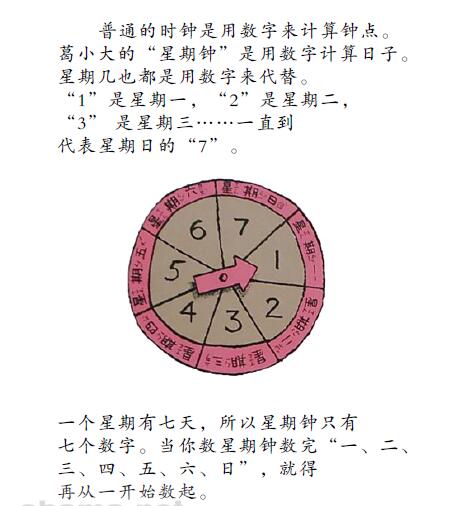 普通的时钟是用数字来计算钟点。
葛小大的“星期钟”是用数字计算日子。
星期几也都是用数字来代替。
“1”是星期一，“2”是星期二，
“3” 是星期三……一直到
代表星期日的“7”。
星期日
星期一
星期二
星期三
星期四
星期五
星期六
7
1
2
3
4
5
6
一个星期有七天，所以星期钟只有
七个数字。当你数星期钟数完“一、二、
三、四、五、六、日”，就得
再从一开始数起。